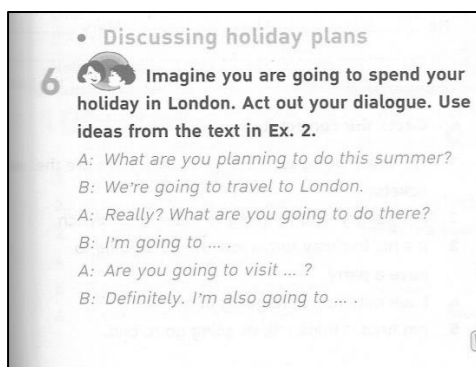 • Discussing holiday plans
6 Imagine you are going to spend your
holiday in London. Act out your dialogue. Use
ideas from the text in Ex. 2.
A: What are you planning to do this summer?
B: We're going to travel to London.
A: Really? What are you going to do there?
B: I'm going to ... .
A: Are you going to visit ... ?
B: Definitely. I'm also going to ... .